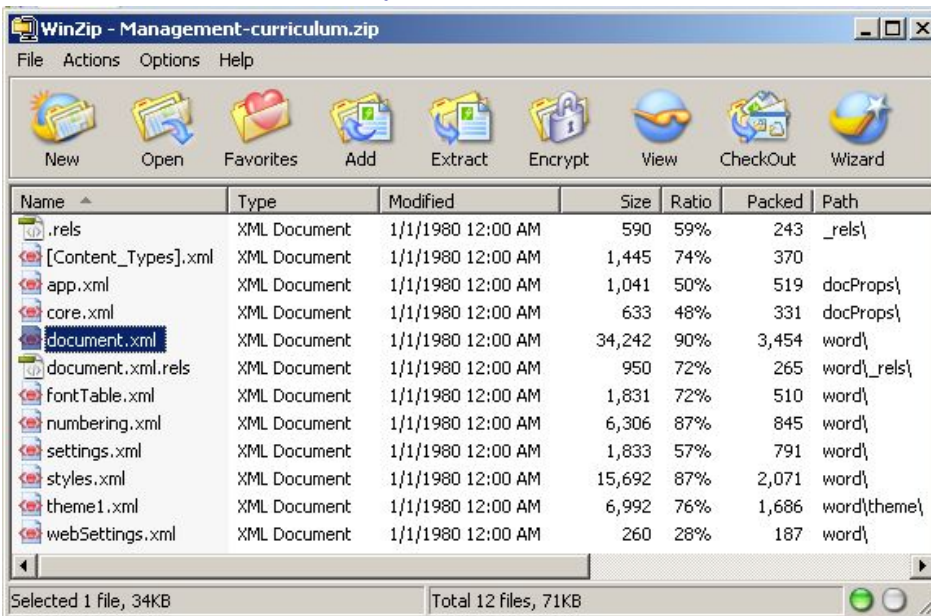 WinZip - Management-curriculum.zip
File Actions Options Help
New Open Favorites Add Extract Encrypt View CheckOut Wizard
Name Type Modified Size Ratio Packed Path
.rels XML Document 1/1/1980 12:00 AM 590 59% 243 _rels\
[Content_Types].xml XML Document 1/1/1980 12:00 AM 1,445 74% 370
app.xml XML Document 1/1/1980 12:00 AM 1,041 50% 519 docProps\
core.xml XML Document 1/1/1980 12:00 AM 633 48% 331 docProps\
document.xml XML Document 1/1/1980 12:00 AM 34,242 90% 3,454 word\
document.xml.rels XML Document 1/1/1980 12:00 AM 950 72% 265 word\_rels\
fontTable.xml XML Document 1/1/1980 12:00 AM 1,831 72% 510 word\
numbering.xml XML Document 1/1/1980 12:00 AM 6,306 87% 845 word\
settings.xml XML Document 1/1/1980 12:00 AM 1,833 57% 791 word\
styles.xml XML Document 1/1/1980 12:00 AM 15,692 87% 2,071 word\
theme1.xml XML Document 1/1/1980 12:00 AM 6,992 76% 1,686 word\theme\
webSettings.xml XML Document 1/1/1980 12:00 AM 260 28% 187 word\
Selected 1 file, 34KB Total 12 files, 71KB